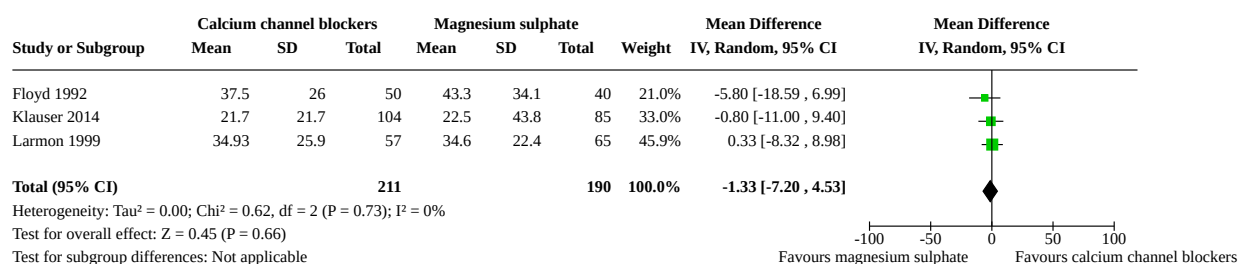 Calcium channel blockers Magnesium sulphate Mean Difference Mean Difference
Study or Subgroup Mean SD Total Mean SD Total Weight IV, Random, 95% CI IV, Random, 95% CI
Floyd 1992 37.5 26 50 43.3 34.1 40 21.0% -5.80 [-18.59 , 6.99]
Klauser 2014 21.7 21.7 104 22.5 43.8 85 33.0% -0.80 [-11.00 , 9.40]
Larmon 1999 34.93 25.9 57 34.6 22.4 65 45.9% 0.33 [-8.32 , 8.98]
Total (95% CI) 211 190 100.0% -1.33 [-7.20 , 4.53]
Heterogeneity: Tau² = 0.00; Chi² = 0.62, df = 2 (P = 0.73); I² = 0%
Test for overall effect: Z = 0.45 (P = 0.66)
-100 -50 0 50 100
Test for subgroup differences: Not applicable Favours magnesium sulphate Favours calcium channel blockers